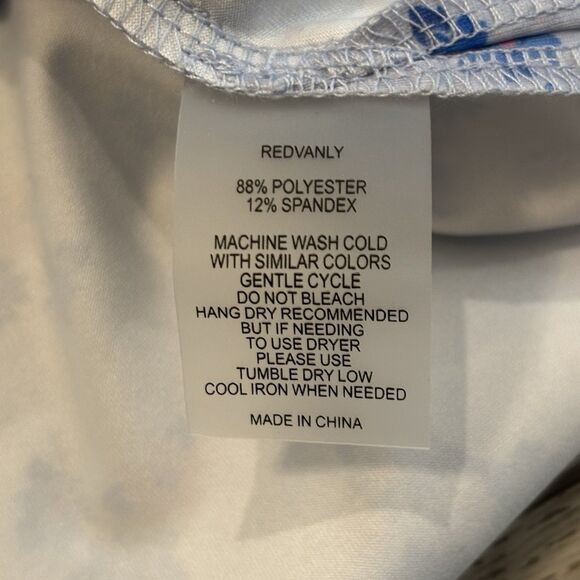 REDVANLY
88% POLYESTER
12% SPANDEX
MACHINE WASH COLD
WITH SIMILAR COLORS
GENTLE CYCLE
DO NOT BLEACH
HANG DRY RECOMMENDED
BUT IF NEEDING
TO USE DRYER
PLEASE USE
TUMBLE DRY LOW
COOL IRON WHEN NEEDED
MADE IN CHINA